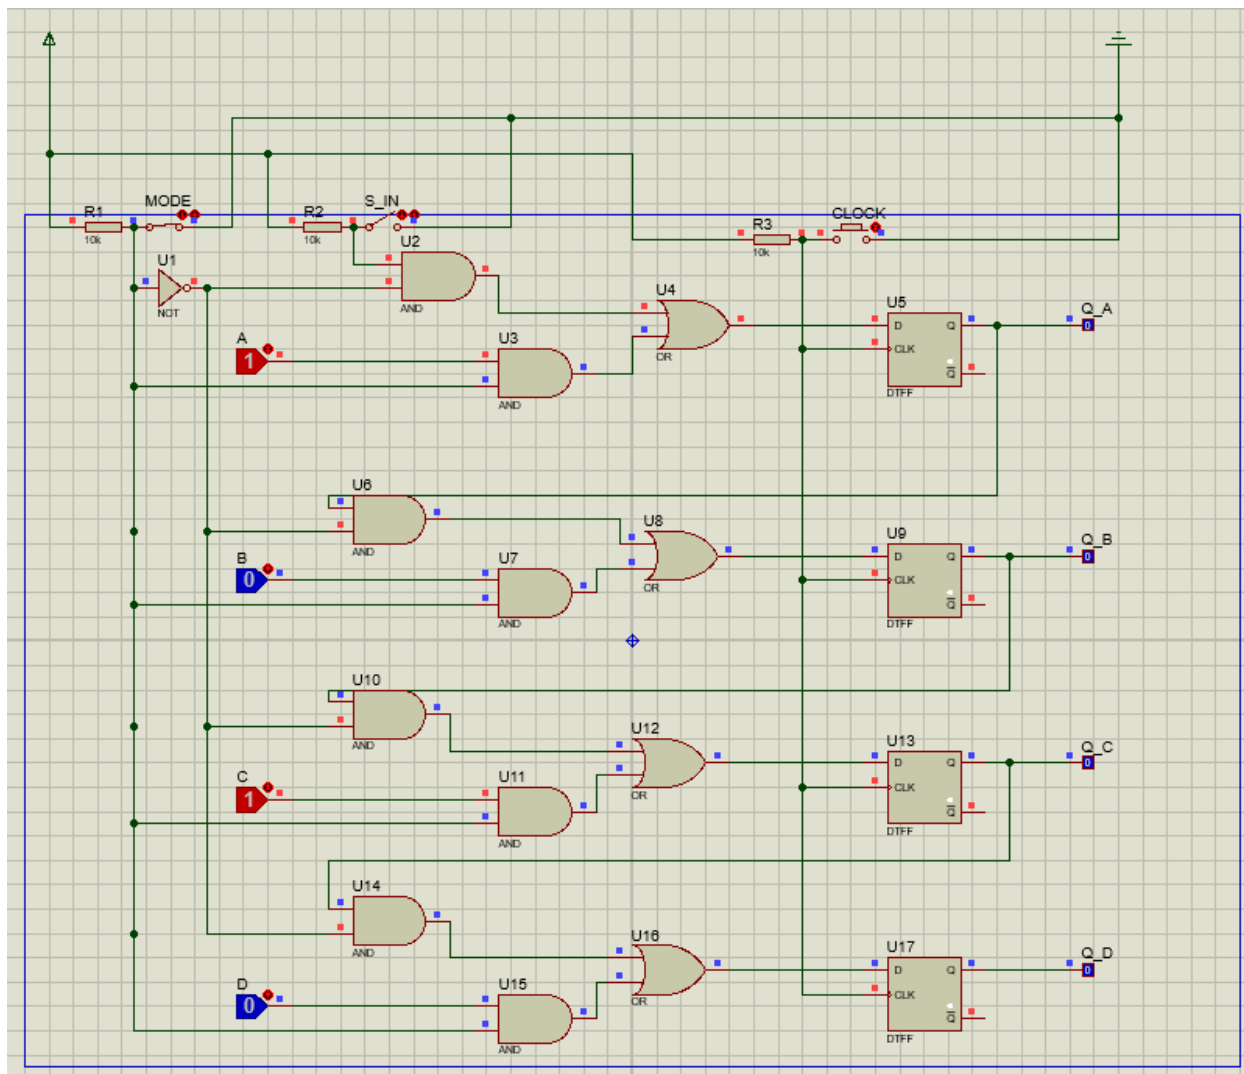 MODE
S_IN
CLOCK
R1
10k
R2
10k
R3
10k
U1
NOT
U2
AND
U4
OR
U5
D
Q
CLK
Q
DTFF
Q_A
0
A
1
U3
AND
U6
AND
U8
OR
U9
D
Q
CLK
Q
DTFF
Q_B
0
B
0
U7
AND
U10
AND
U12
OR
U13
D
Q
CLK
Q
DTFF
Q_C
0
C
1
U11
AND
U14
AND
U16
OR
U17
D
Q
CLK
Q
DTFF
Q_D
0
D
0
U15
AND